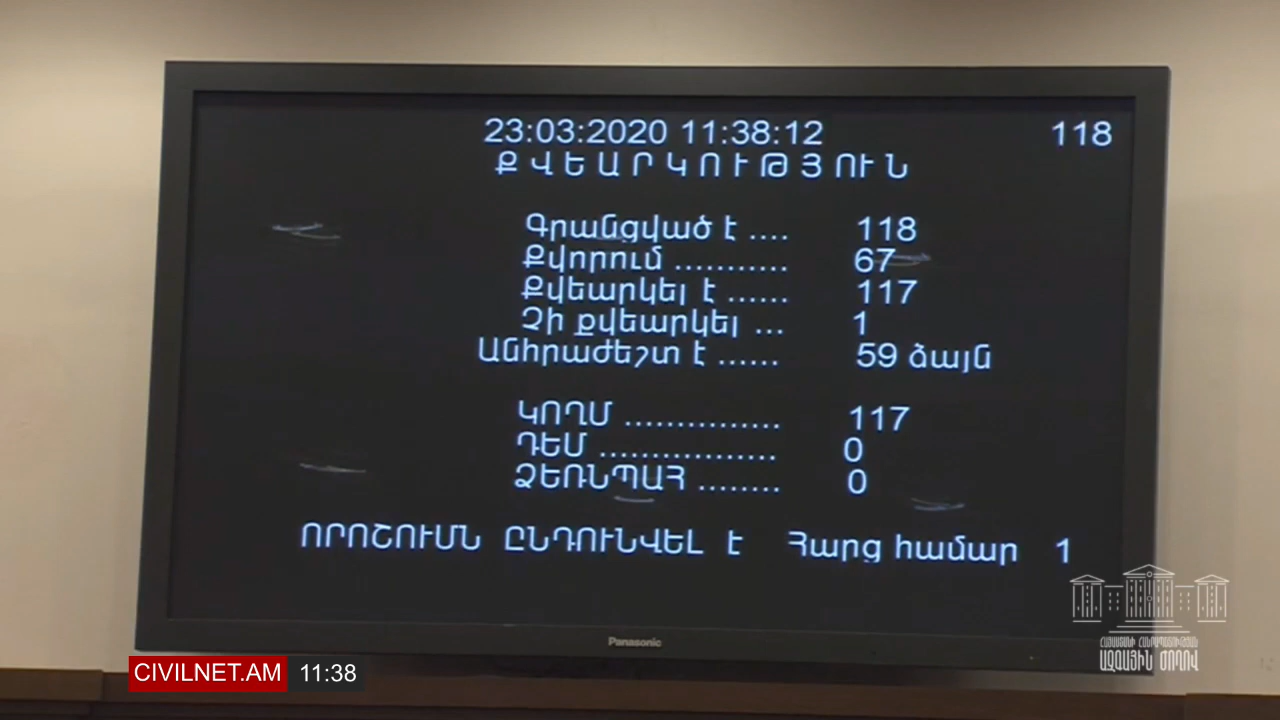 23:03:2020 11:38:12 118
ՔՎԵԱՐԿՈՒԹՅՈՒՆ
Գրանցված է .... 118
Քվորում ........... 67
Քվեարկել է ...... 117
Չի քվեարկել ... 1
Անհրաժեշտ է ...... 59 ձայն
ԿՈՂՄ ............... 117
ԴԵՄ ................. 0
ՁԵՌՆՊԱՀ ........ 0
ՈՐՈՇՈՒՄՆ ԸՆԴՈՒՆՎԵԼ է Հարց համար 1
Panasonic
ՀԱՅԱՍՏԱՆԻ ՀԱՆՐԱՊԵՏՈՒԹՅԱՆ
ԱԶԳԱՅԻՆ ԺՈՂՈՎ
CIVILNET.AM 11:38